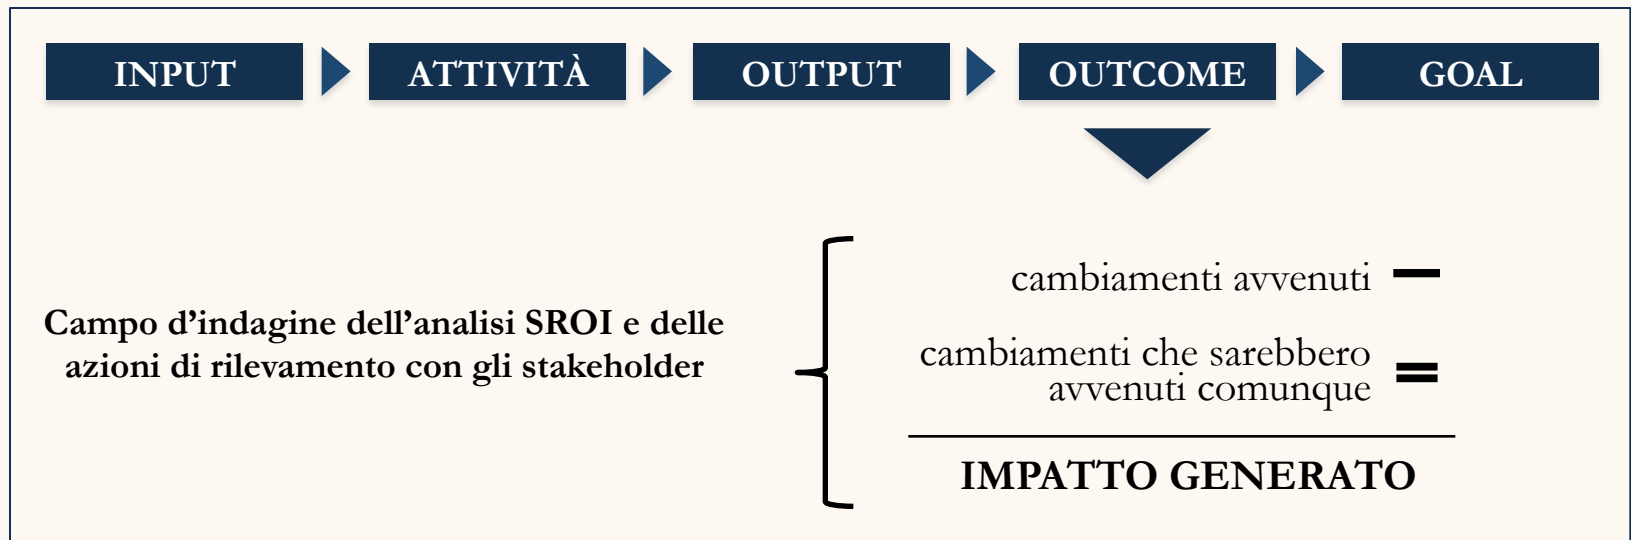 INPUT
ATTIVITÀ
OUTPUT
OUTCOME
GOAL
Campo d’indagine dell’analisi SROI e delle
azioni di rilevamento con gli stakeholder
cambiamenti avvenuti –
cambiamenti che sarebbero
avvenuti comunque =
IMPATTO GENERATO